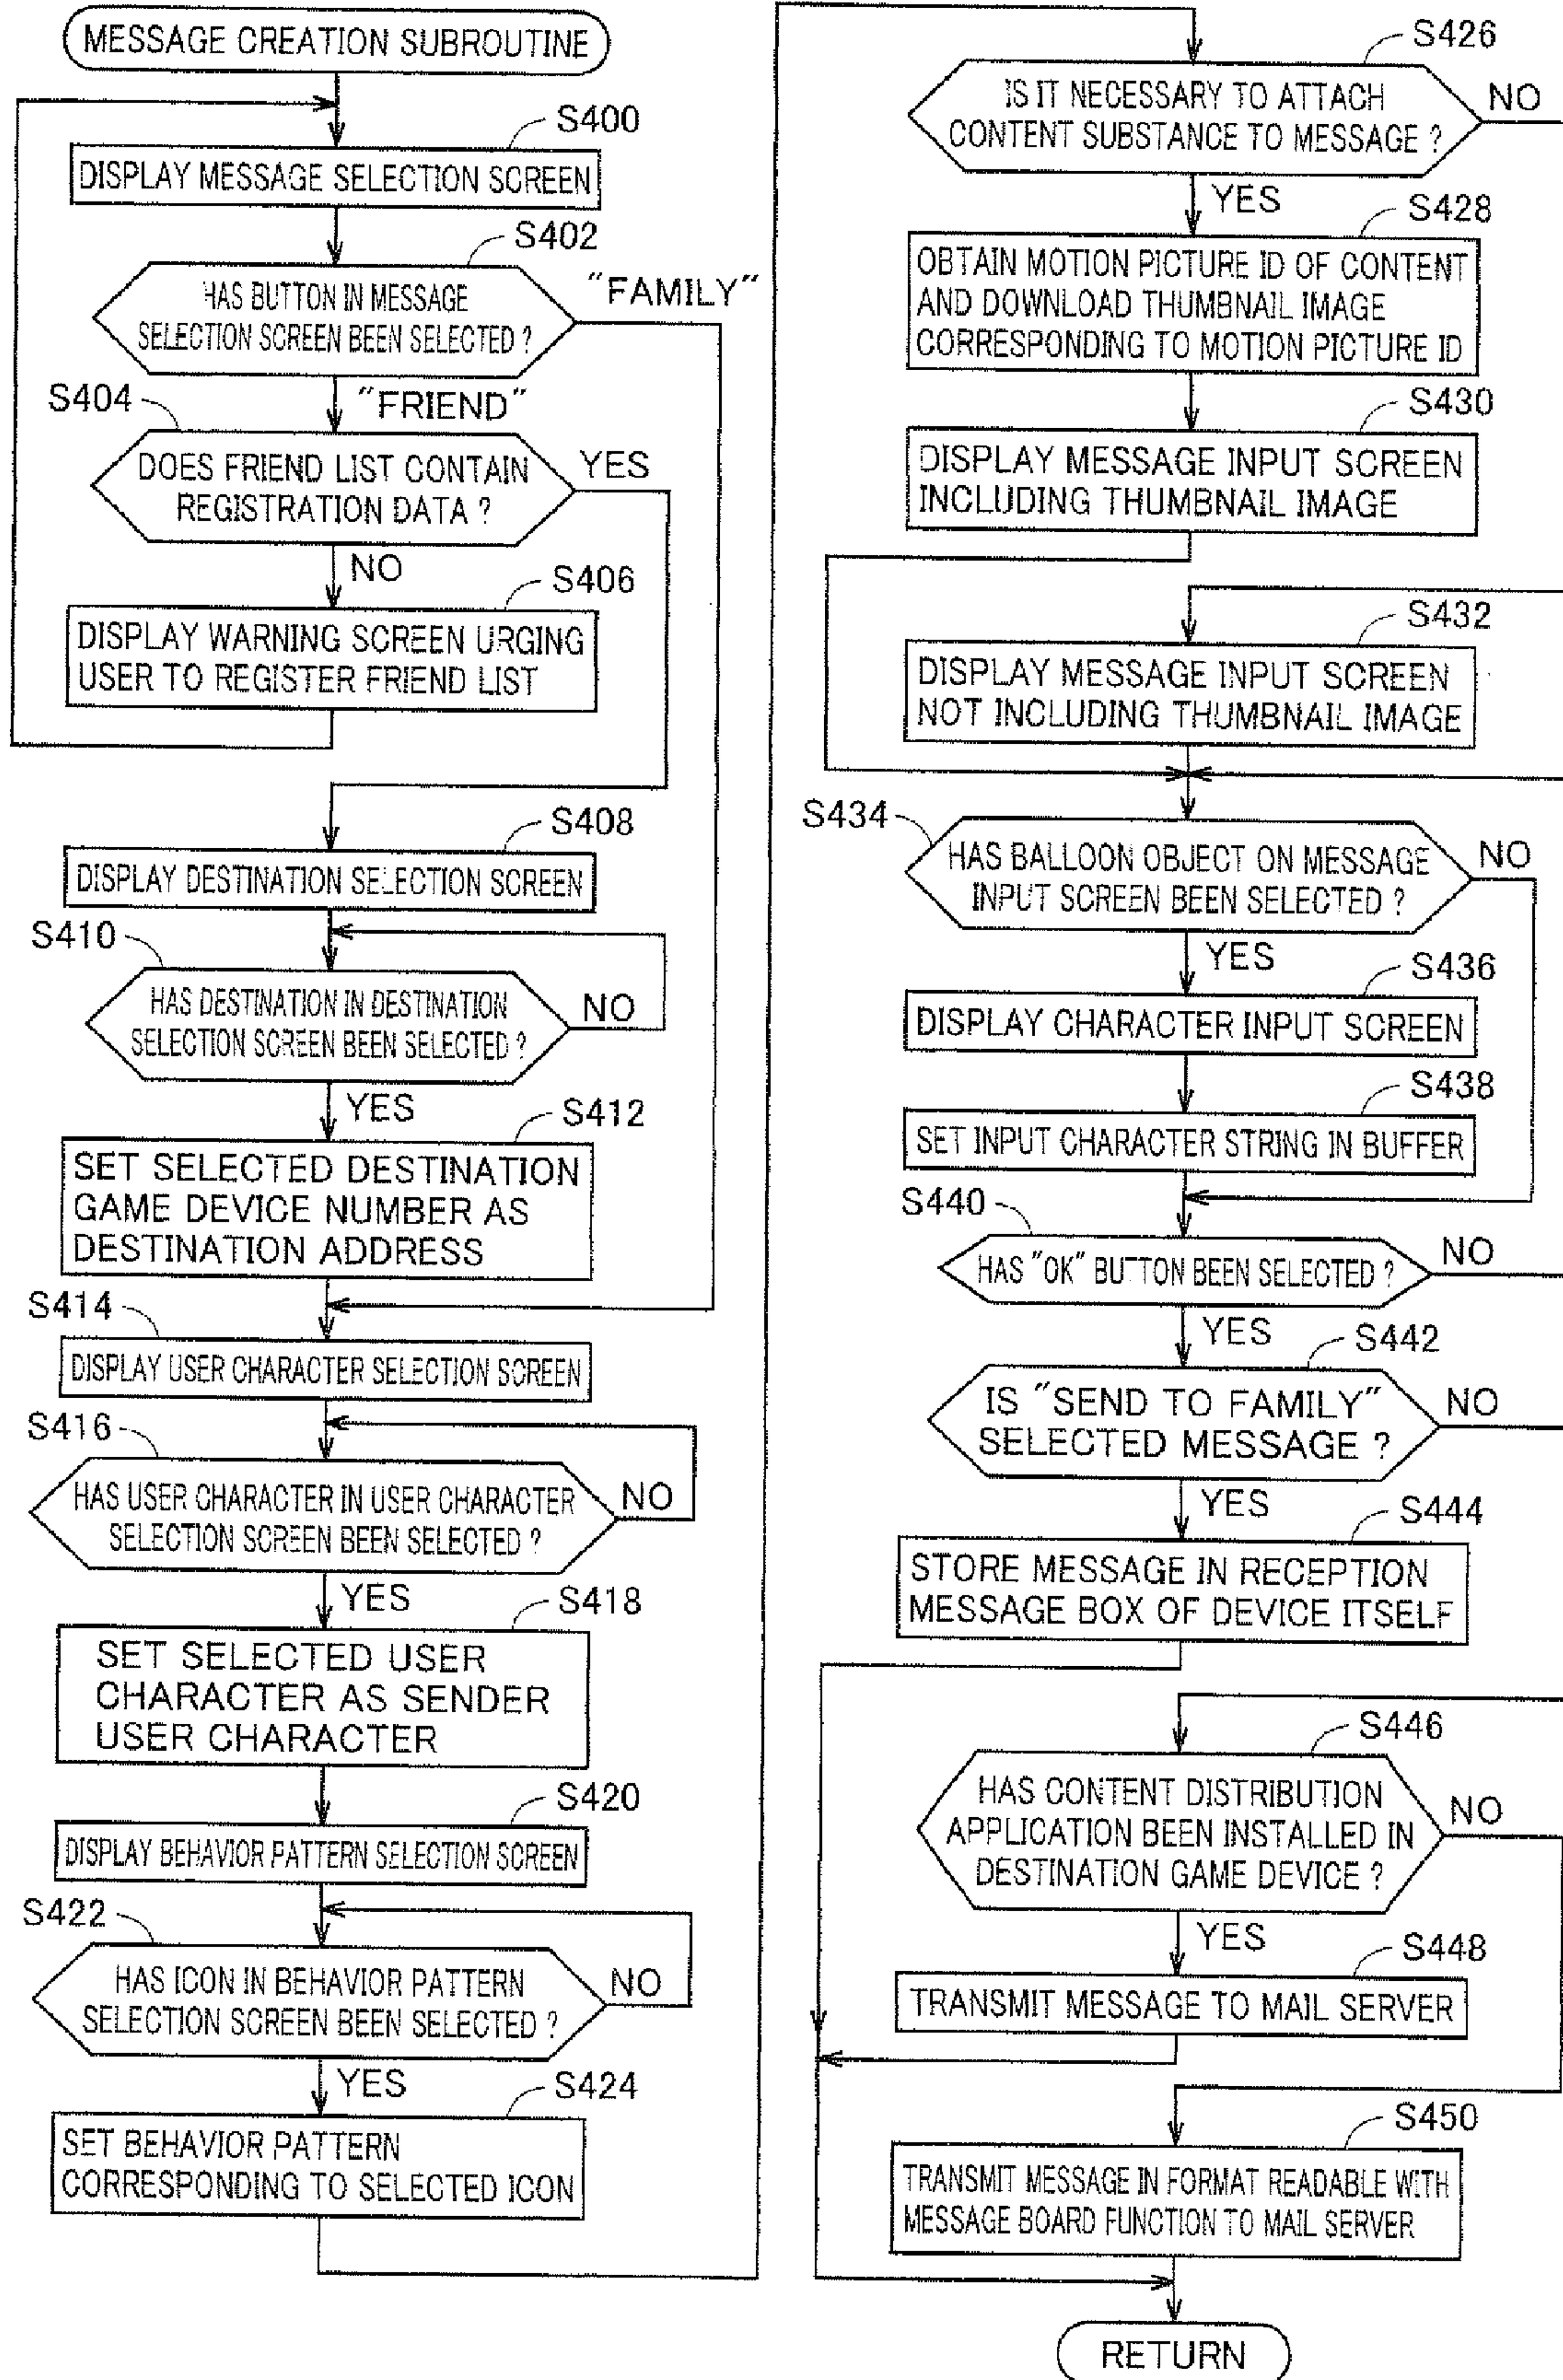 MESSAGE CREATION SUBROUTINE
S400
DISPLAY MESSAGE SELECTION SCREEN
S402
HAS BUTTON IN MESSAGE
SELECTION SCREEN BEEN SELECTED ?
"FAMILY"
"FRIEND"
S404
DOES FRIEND LIST CONTAIN
REGISTRATION DATA ?
YES
NO
S406
DISPLAY WARNING SCREEN URGING
USER TO REGISTER FRIEND LIST
S408
DISPLAY DESTINATION SELECTION SCREEN
S410
HAS DESTINATION IN DESTINATION
SELECTION SCREEN BEEN SELECTED ?
NO
YES
S412
SET SELECTED DESTINATION
GAME DEVICE NUMBER AS
DESTINATION ADDRESS
S414
DISPLAY USER CHARACTER SELECTION SCREEN
S416
HAS USER CHARACTER IN USER CHARACTER
SELECTION SCREEN BEEN SELECTED ?
NO
YES
S418
SET SELECTED USER
CHARACTER AS SENDER
USER CHARACTER
S420
DISPLAY BEHAVIOR PATTERN SELECTION SCREEN
S422
HAS ICON IN BEHAVIOR PATTERN
SELECTION SCREEN BEEN SELECTED ?
NO
YES
S424
SET BEHAVIOR PATTERN
CORRESPONDING TO SELECTED ICON
S426
IS IT NECESSARY TO ATTACH
CONTENT SUBSTANCE TO MESSAGE ?
NO
YES
S428
OBTAIN MOTION PICTURE ID OF CONTENT
AND DOWNLOAD THUMBNAIL IMAGE
CORRESPONDING TO MOTION PICTURE ID
S430
DISPLAY MESSAGE INPUT SCREEN
INCLUDING THUMBNAIL IMAGE
S432
DISPLAY MESSAGE INPUT SCREEN
NOT INCLUDING THUMBNAIL IMAGE
S434
HAS BALLOON OBJECT ON MESSAGE
INPUT SCREEN BEEN SELECTED ?
NO
YES
S436
DISPLAY CHARACTER INPUT SCREEN
S438
SET INPUT CHARACTER STRING IN BUFFER
S440
HAS "OK" BUTTON BEEN SELECTED ?
NO
YES
S442
IS "SEND TO FAMILY"
SELECTED MESSAGE ?
NO
YES
S444
STORE MESSAGE IN RECEPTION
MESSAGE BOX OF DEVICE ITSELF
S446
HAS CONTENT DISTRIBUTION
APPLICATION BEEN INSTALLED IN
DESTINATION GAME DEVICE ?
NO
YES
S448
TRANSMIT MESSAGE TO MAIL SERVER
S450
TRANSMIT MESSAGE IN FORMAT READABLE WITH
MESSAGE BOARD FUNCTION TO MAIL SERVER
RETURN